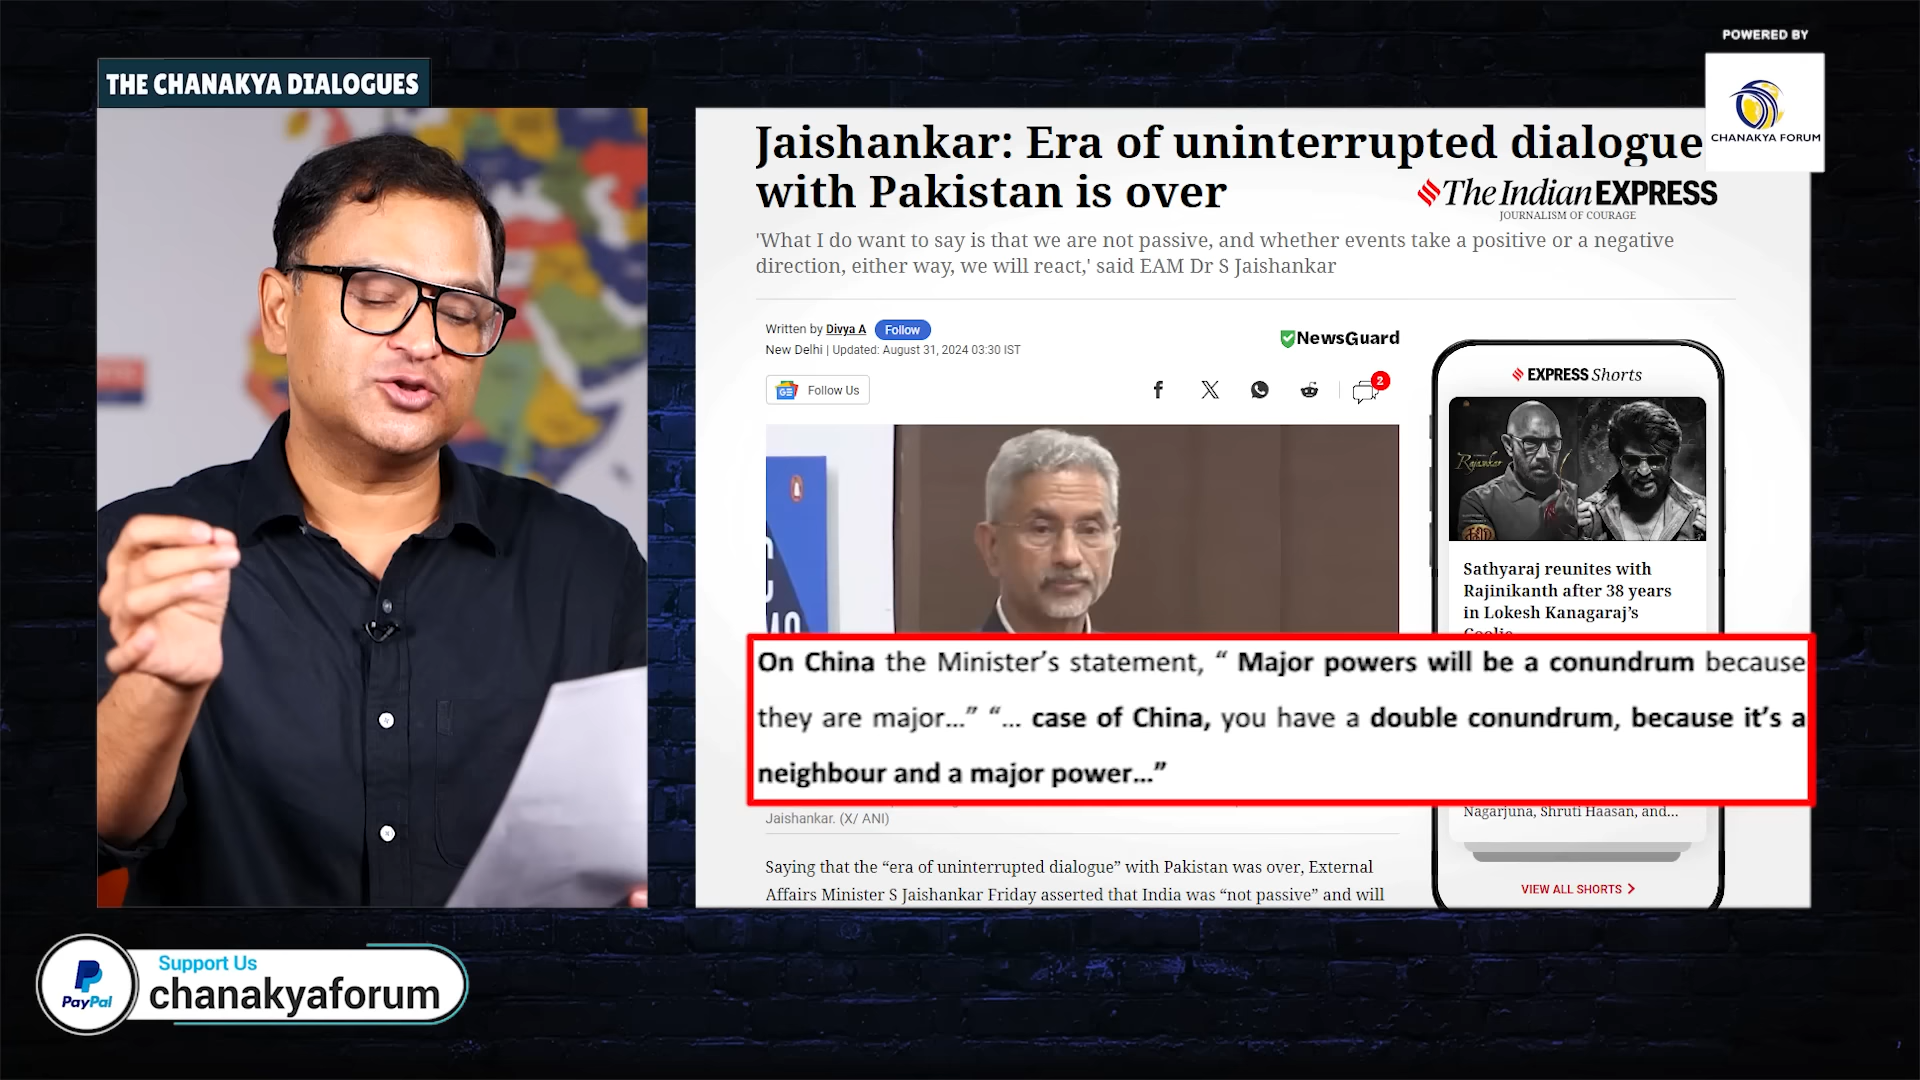 POWERED BY
THE CHANAKYA DIALOGUES
CHANAKYA FORUM
Jaishankar: Era of uninterrupted dialogue
with Pakistan is over
The Indian EXPRESS
JOURNALISM OF COURAGE
'What I do want to say is that we are not passive, and whether events take a positive or a negative
direction, either way, we will react,' said EAM Dr S Jaishankar
Written by Divya A Follow
New Delhi | Updated: August 31, 2024 03:30 IST
NewsGuard
GE Follow Us
2
EXPRESS Shorts
Sathyaraj reunites with
Rajinikanth after 38 years
in Lokesh Kanagaraj’s
Coolie
On China the Minister’s statement, “ Major powers will be a conundrum because
they are major...” “... case of China, you have a double conundrum, because it’s a
neighbour and a major power...”
Nagarjuna, Shruti Haasan, and...
Jaishankar. (X/ ANI)
Saying that the “era of uninterrupted dialogue” with Pakistan was over, External
Affairs Minister S Jaishankar Friday asserted that India was “not passive” and will
VIEW ALL SHORTS
Support Us
PayPal
chanakyaforum